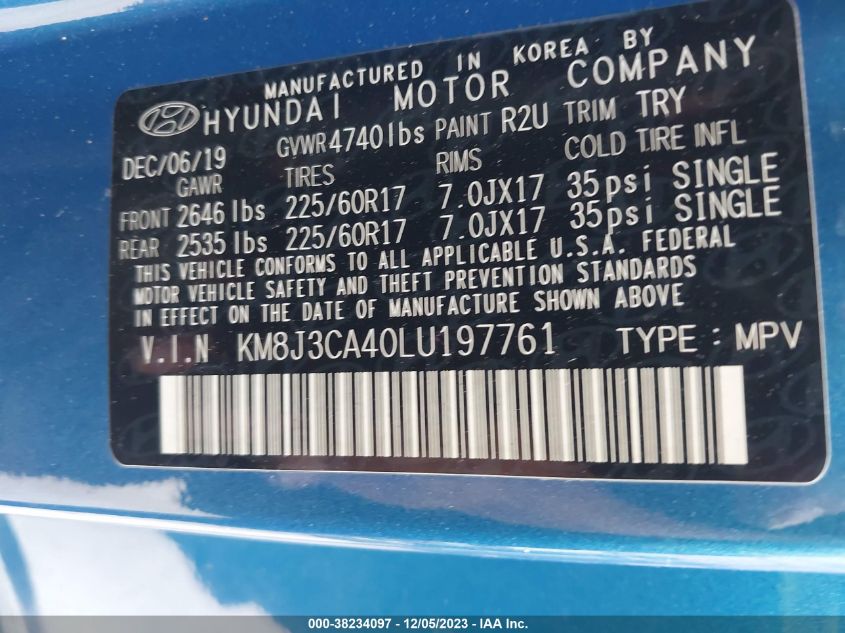 MANUFACTURED IN KOREA BY
HYUNDAI MOTOR COMPANY
DEC/06/19 GVWR 4740lbs PAINT R2U TRIM TRY
GAWR TIRES RIMS COLD TIRE INFL
FRONT 2646 lbs 225/60R17 7.0JX17 35psi SINGLE
REAR 2535 lbs 225/60R17 7.0JX17 35psi SINGLE
THIS VEHICLE CONFORMS TO ALL APPLICABLE U.S.A. FEDERAL
MOTOR VEHICLE SAFETY AND THEFT PREVENTION STANDARDS
IN EFFECT ON THE DATE OF MANUFACTURE SHOWN ABOVE
V.I.N KM8J3CA40LU197761 TYPE : MPV
000-38234097 - 12/05/2023 - IAA Inc.